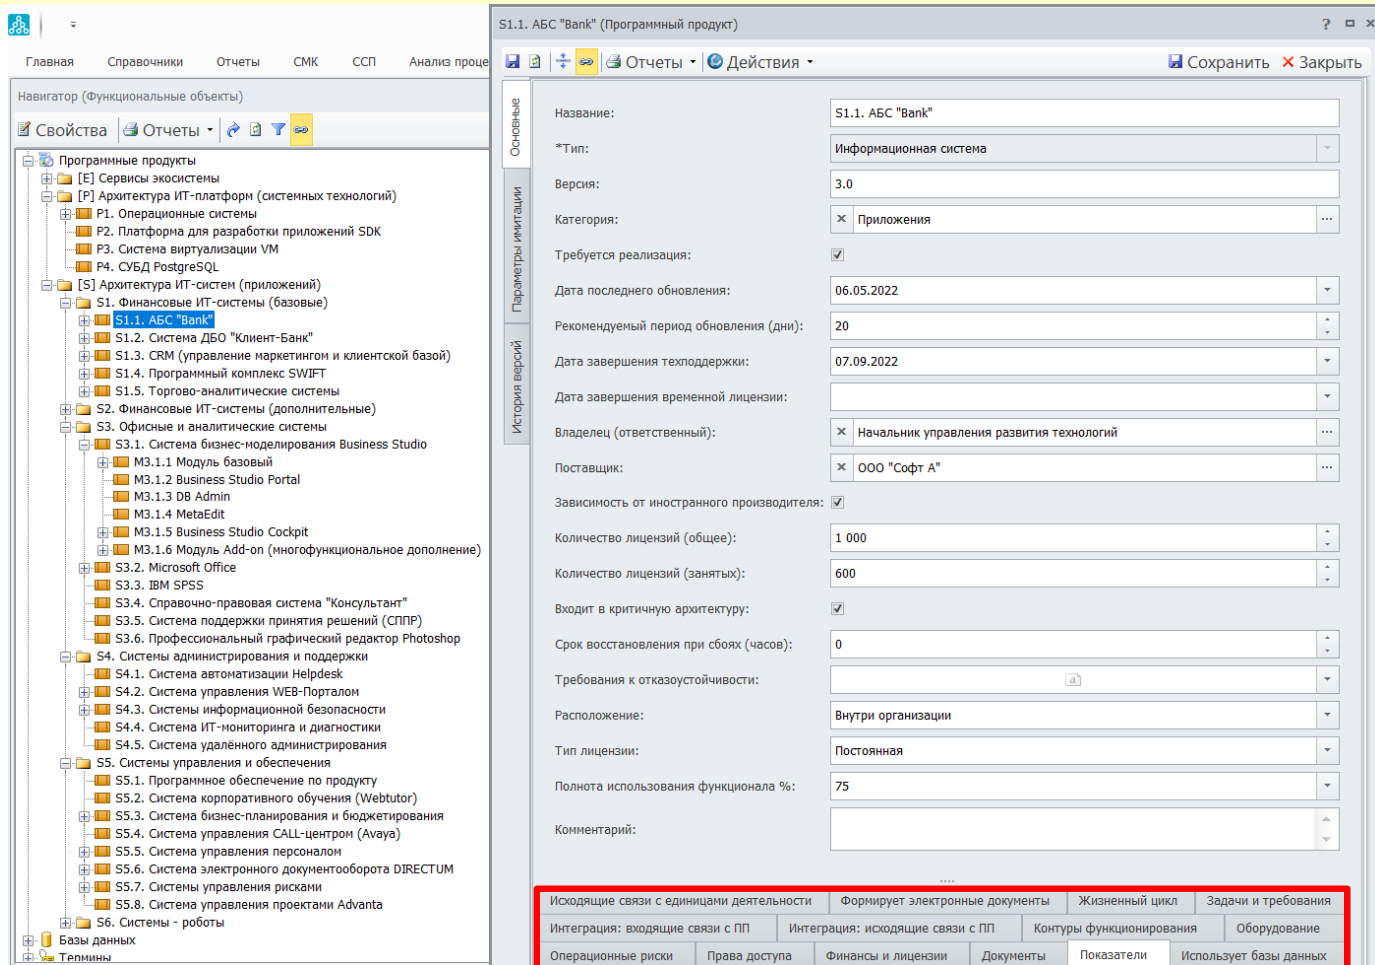 Главная Справочники Отчеты СМК ССП Анализ проце
Навигатор (Функциональные объекты)
Свойства Отчеты
Программные продукты
[E] Сервисы экосистемы
[P] Архитектура ИТ-платформ (системных технологий)
P1. Операционные системы
P2. Платформа для разработки приложений SDK
P3. Система виртуализации VM
P4. СУБД PostgreSQL
[S] Архитектура ИТ-систем (приложений)
S1. Финансовые ИТ-системы (базовые)
S1.1. АБС "Bank"
S1.2. Система ДБО "Клиент-Банк"
S1.3. CRM (управление маркетингом и клиентской базой)
S1.4. Программный комплекс SWIFT
S1.5. Торгово-аналитические системы
S2. Финансовые ИТ-системы (дополнительные)
S3. Офисные и аналитические системы
S3.1. Система бизнес-моделирования Business Studio
M3.1.1 Модуль базовый
M3.1.2 Business Studio Portal
M3.1.3 DB Admin
M3.1.4 MetaEdit
M3.1.5 Business Studio Cockpit
M3.1.6 Модуль Add-on (многофункциональное дополнение)
S3.2. Microsoft Office
S3.3. IBM SPSS
S3.4. Справочно-правовая система "Консультант"
S3.5. Система поддержки принятия решений (СППР)
S3.6. Профессиональный графический редактор Photoshop
S4. Системы администрирования и поддержки
S4.1. Система автоматизации Helpdesk
S4.2. Система управления WEB-Порталом
S4.3. Системы информационной безопасности
S4.4. Система ИТ-мониторинга и диагностики
S4.5. Система удалённого администрирования
S5. Системы управления и обеспечения
S5.1. Программное обеспечение по продукту
S5.2. Система корпоративного обучения (Webtutor)
S5.3. Система бизнес-планирования и бюджетирования
S5.4. Система управления CALL-центром (Avaya)
S5.5. Система управления персоналом
S5.6. Система электронного документооборота DIRECTUM
S5.7. Системы управления рисками
S5.8. Система управления проектами Advanta
S6. Системы - роботы
Базы данных
Термины
S1.1. АБС "Bank" (Программный продукт)
Отчеты Действия Сохранить Закрыть
Основные
Параметры имитации
История версий
Название: S1.1. АБС "Bank"
*Тип: Информационная система
Версия: 3.0
Категория: Приложения
Требуется реализация:
Дата последнего обновления: 06.05.2022
Рекомендуемый период обновления (дни): 20
Дата завершения техподдержки: 07.09.2022
Дата завершения временной лицензии:
Владелец (ответственный): Начальник управления развития технологий
Поставщик: ООО "Софт А"
Зависимость от иностранного производителя:
Количество лицензий (общее): 1 000
Количество лицензий (занятых): 600
Входит в критичную архитектуру:
Срок восстановления при сбоях (часов): 0
Требования к отказоустойчивости: a
Расположение: Внутри организации
Тип лицензии: Постоянная
Полнота использования функционала %: 75
Комментарий:
Исходящие связи с единицами деятельности Формирует электронные документы Жизненный цикл Задачи и требования
Интеграция: входящие связи с ПП Интеграция: исходящие связи с ПП Контуры функционирования Оборудование
Операционные риски Права доступа Финансы и лицензии Документы Показатели Использует базы данных